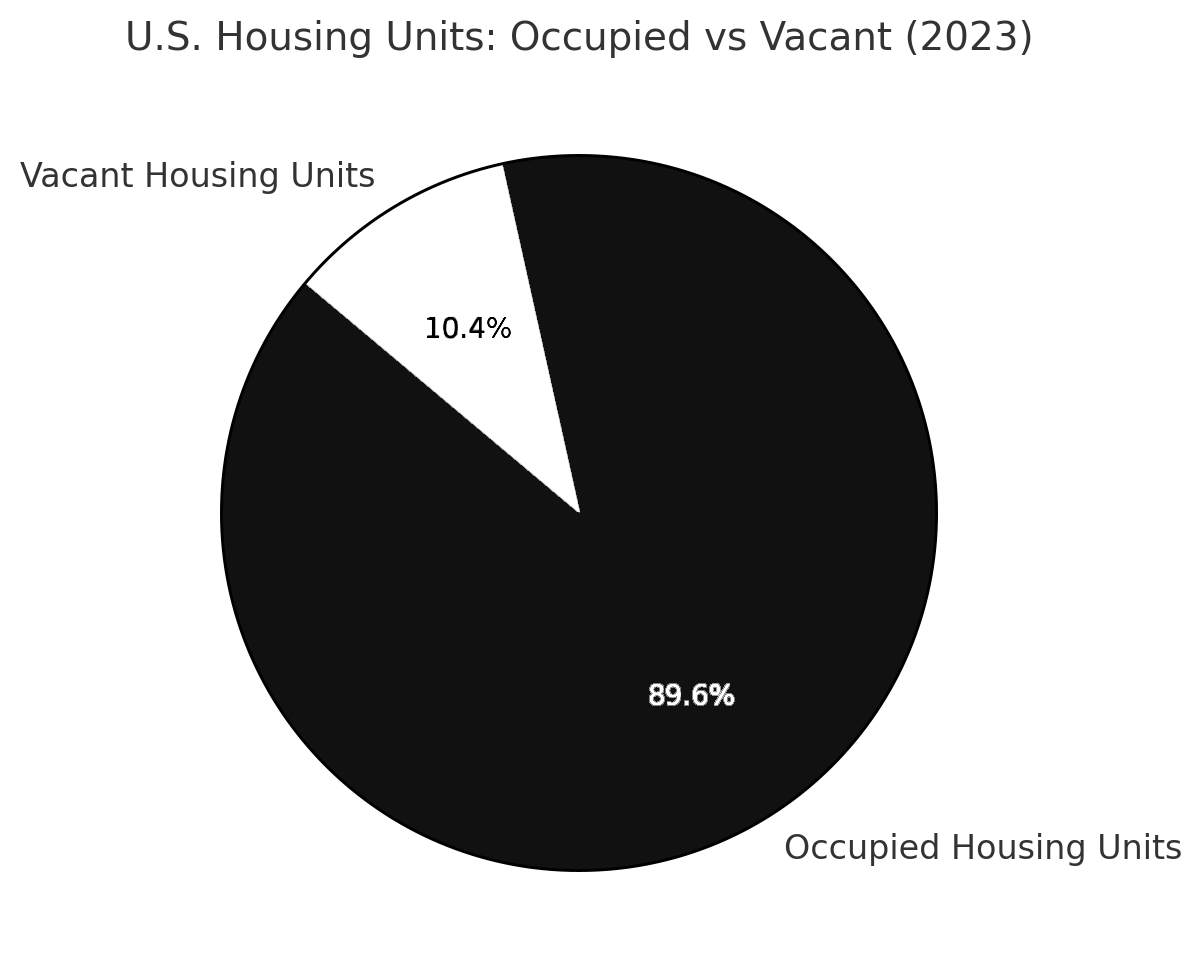 U.S. Housing Units: Occupied vs Vacant (2023)
Vacant Housing Units
10.4%
89.6%
Occupied Housing Units